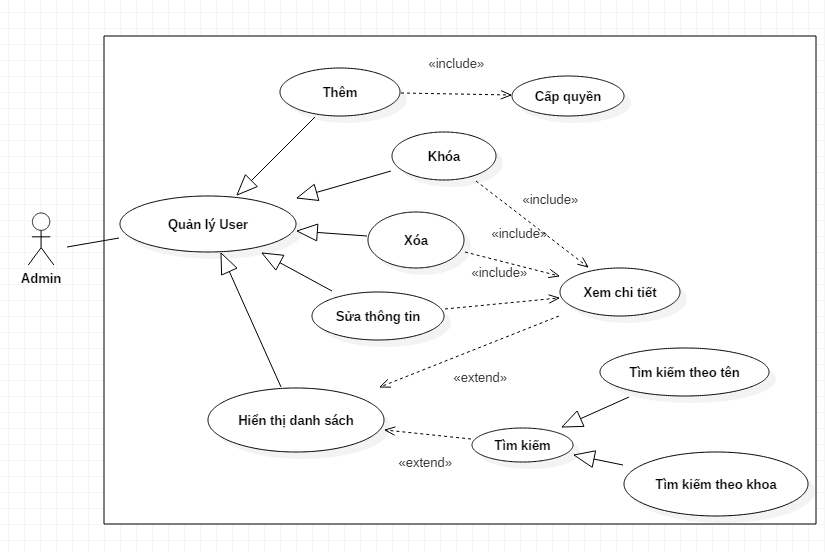 «include»
Thêm
Cấp quyền
Khóa
«include»
Quản lý User
«include»
Xóa
Admin
«include»
Xem chi tiết
Sửa thông tin
«extend»
Tìm kiếm theo tên
Hiển thị danh sách
Tìm kiếm
«extend»
Tìm kiếm theo khoa